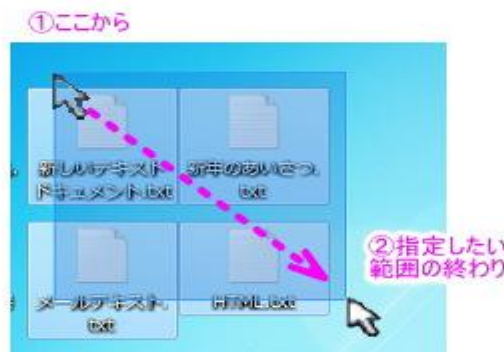 ①ここから
新しいテキスト
ドキュメント.txt
新年のあいさつ.
txt
②指定したい
範囲の終わり
メールテキスト.
txt
HTML.txt